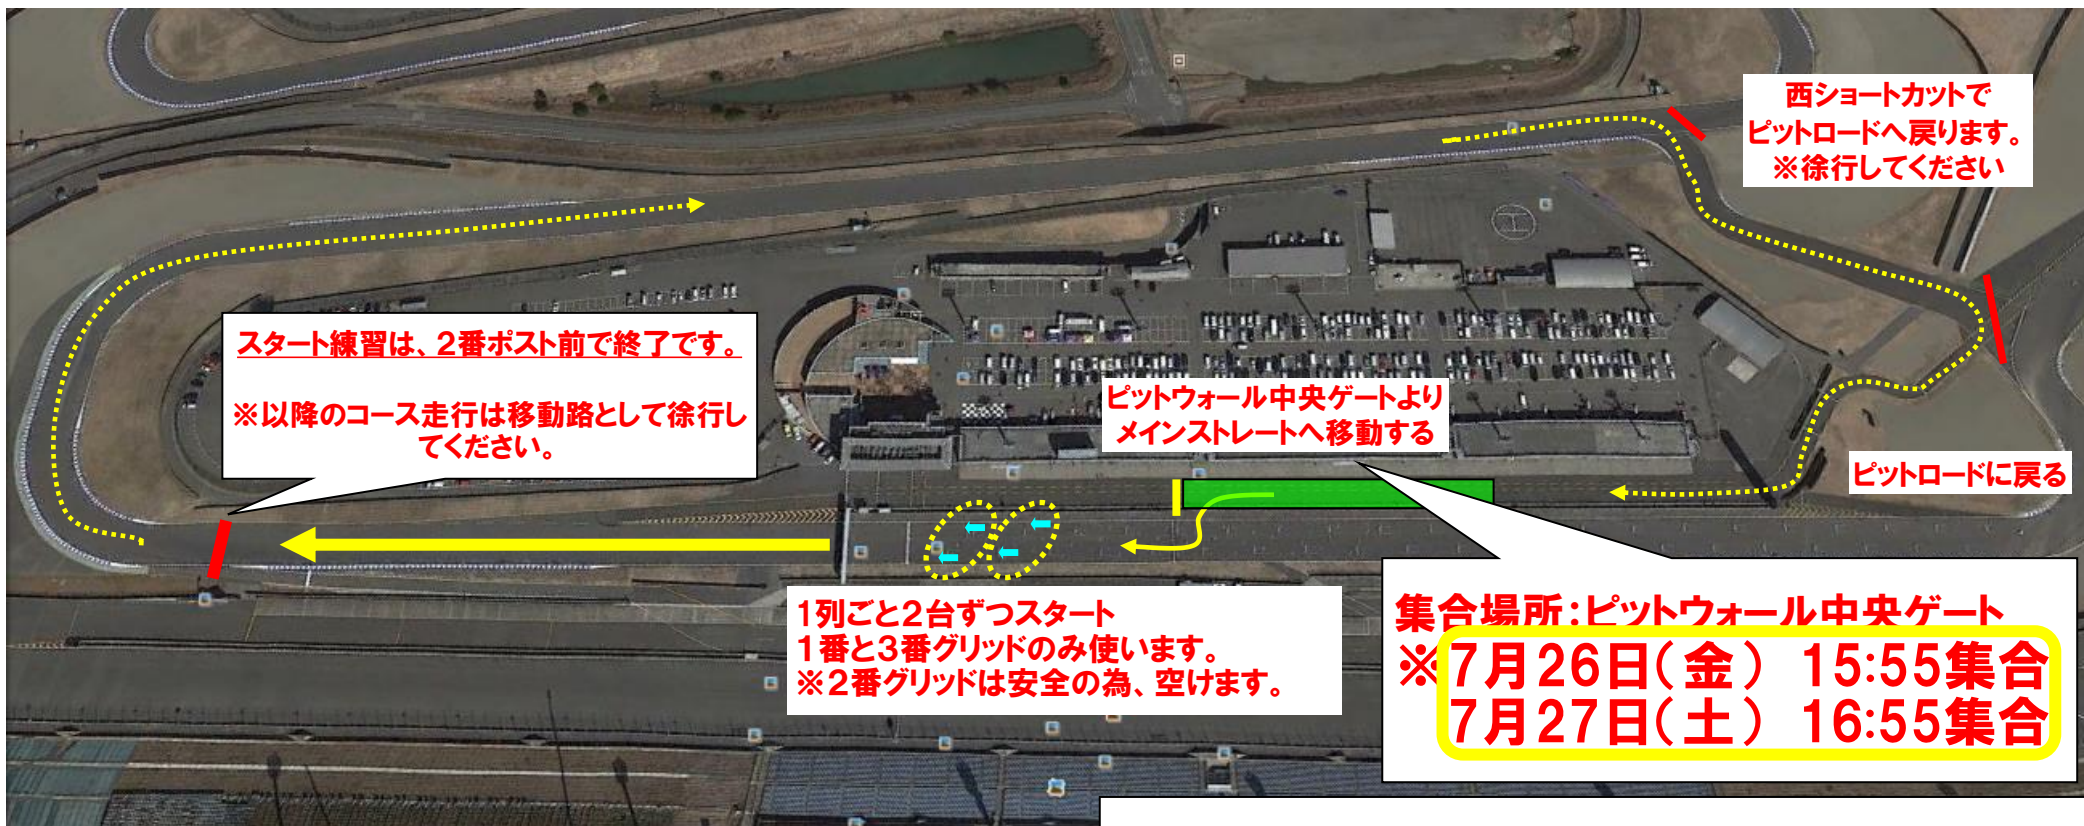 西ショートカットで
ピットロードへ戻ります。
※徐行してください
スタート練習は、2番ポスト前で終了です。
※以降のコース走行は移動路として徐行し
てください。
ピットウォール中央ゲートより
メインストレートへ移動する
ピットロードに戻る
1列ごと2台ずつスタート
1番と3番グリッドのみ使います。
※2番グリッドは安全の為、空けます。
集合場所:ピットウォール中央ゲート
※7月26日(金) 15:55集合
7月27日(土) 16:55集合